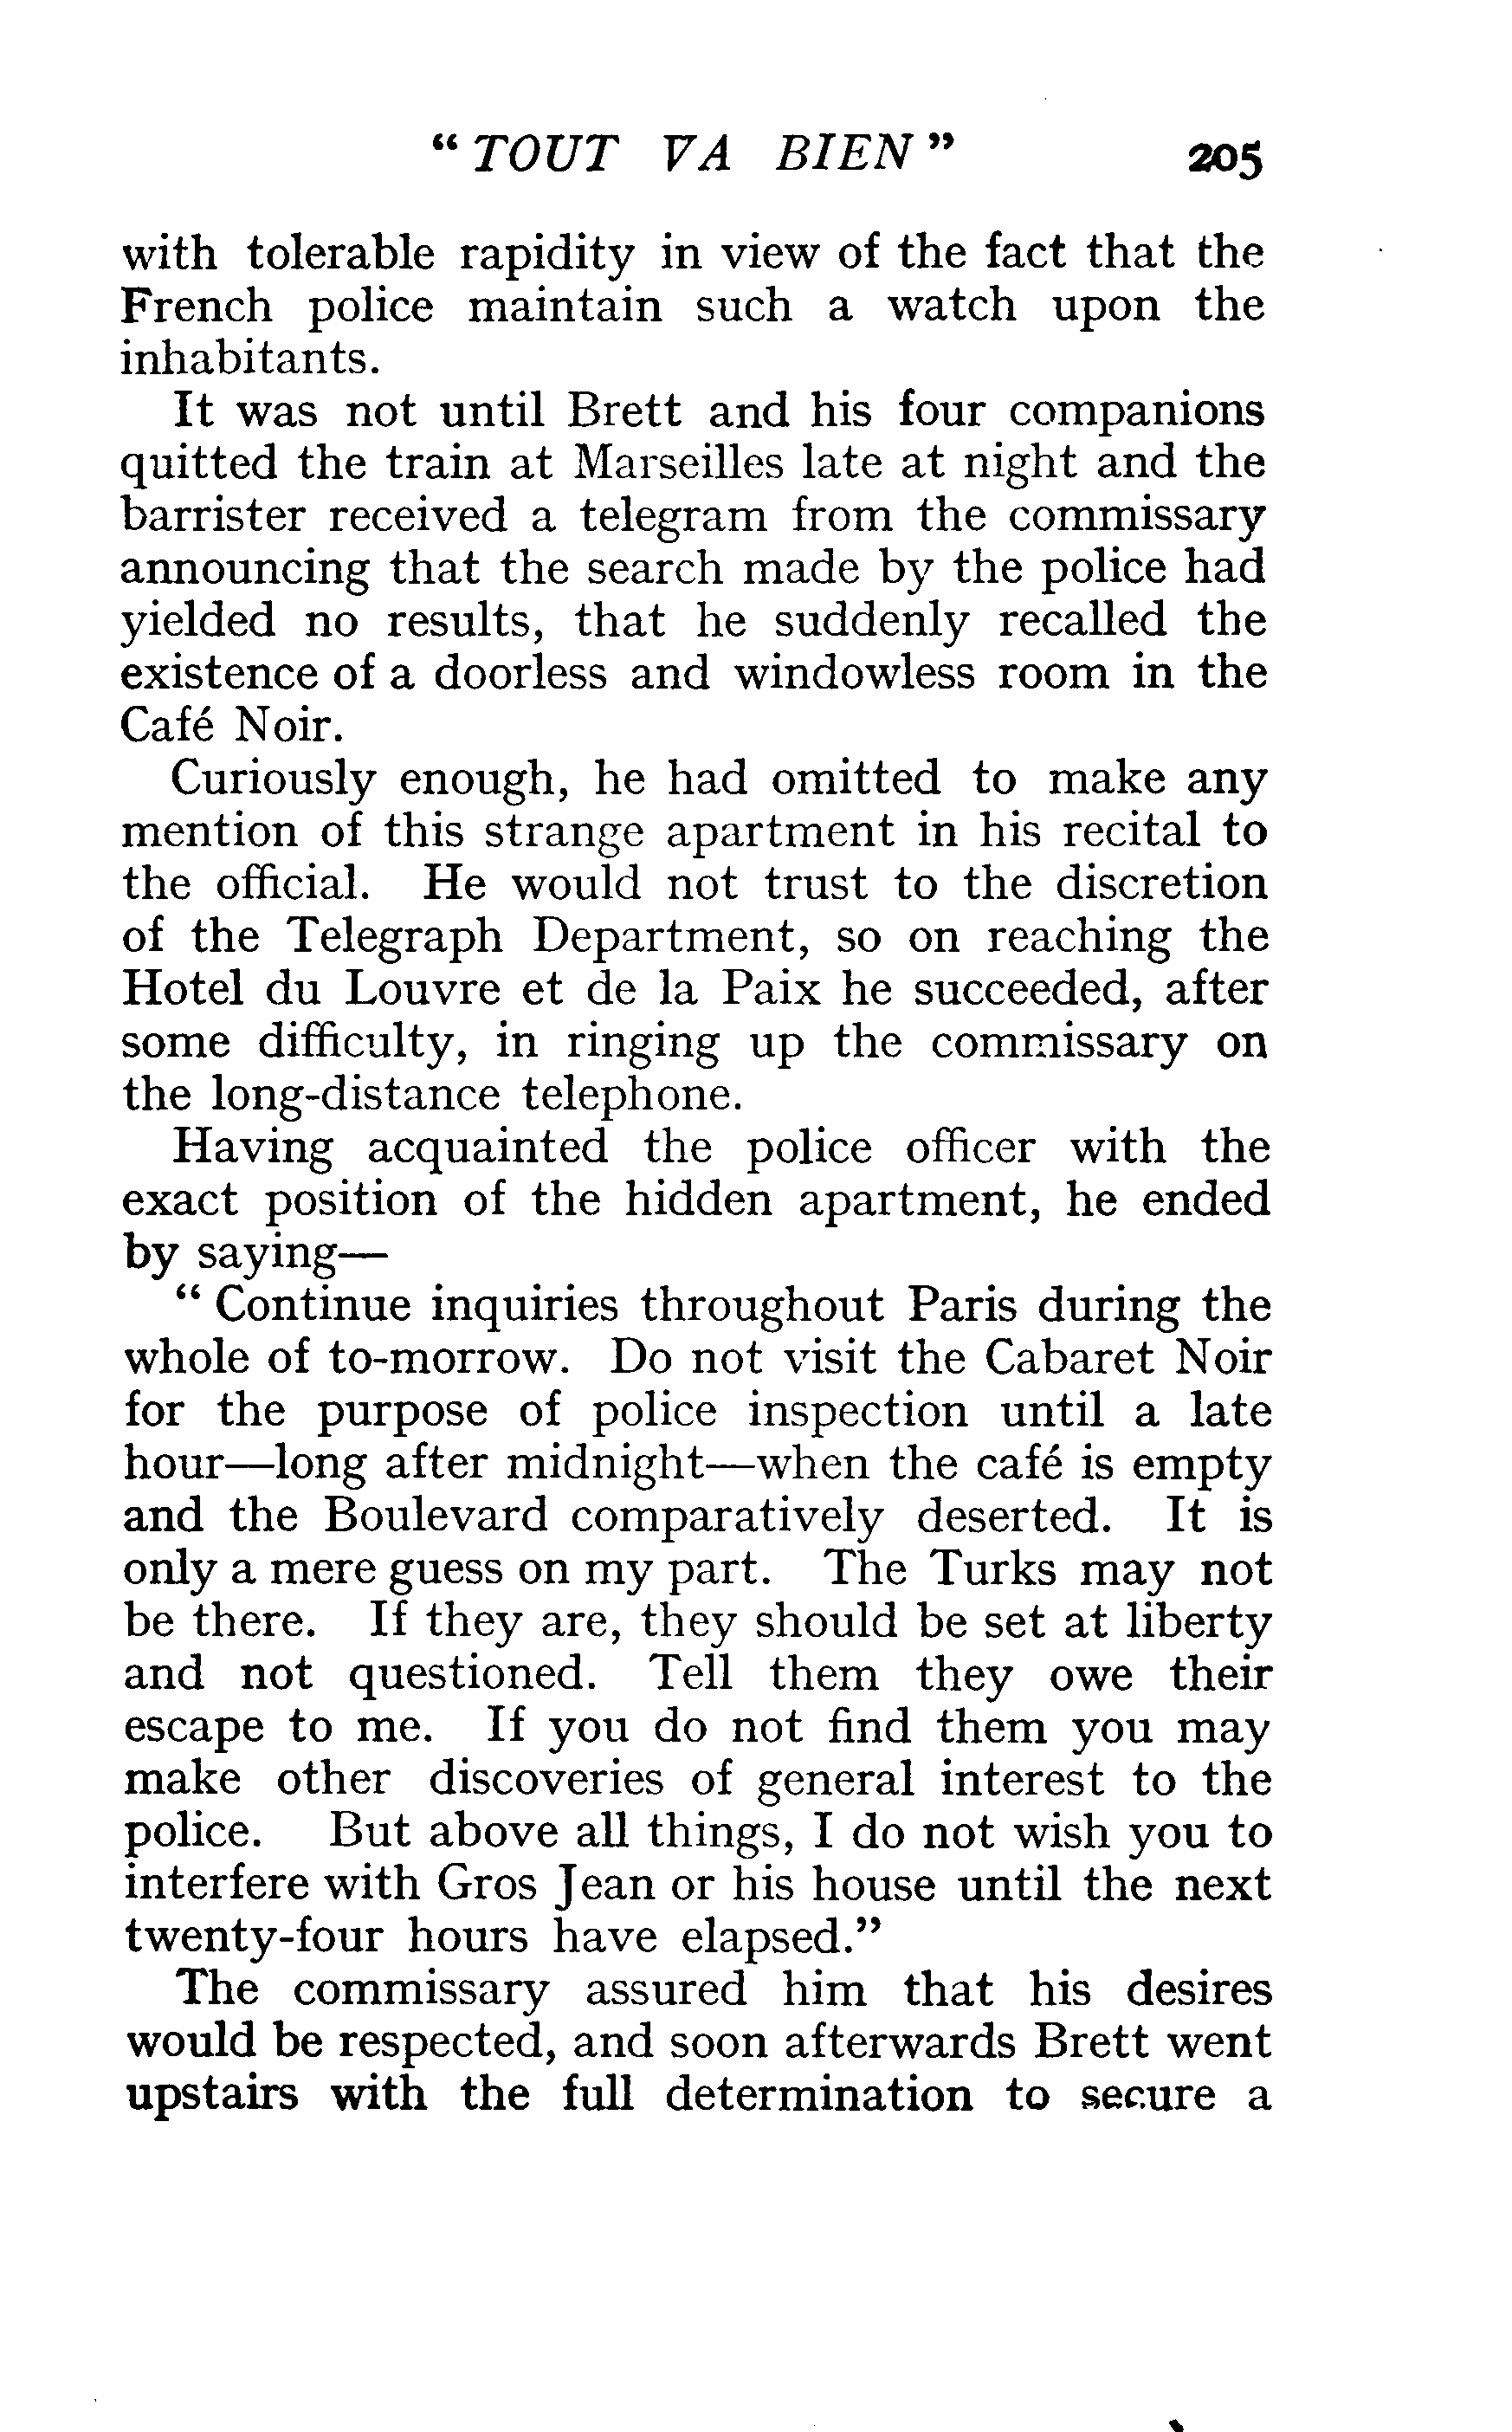 “ TOUT VA BIEN ” 205
with tolerable rapidity in view of the fact that the
French police maintain such a watch upon the
inhabitants.
It was not until Brett and his four companions
quitted the train at Marseilles late at night and the
barrister received a telegram from the commissary
announcing that the search made by the police had
yielded no results, that he suddenly recalled the
existence of a doorless and windowless room in the
Café Noir.
Curiously enough, he had omitted to make any
mention of this strange apartment in his recital to
the official. He would not trust to the discretion
of the Telegraph Department, so on reaching the
Hotel du Louvre et de la Paix he succeeded, after
some difficulty, in ringing up the commissary on
the long-distance telephone.
Having acquainted the police officer with the
exact position of the hidden apartment, he ended
by saying—
“ Continue inquiries throughout Paris during the
whole of to-morrow. Do not visit the Cabaret Noir
for the purpose of police inspection until a late
hour—long after midnight—when the café is empty
and the Boulevard comparatively deserted. It is
only a mere guess on my part. The Turks may not
be there. If they are, they should be set at liberty
and not questioned. Tell them they owe their
escape to me. If you do not find them you may
make other discoveries of general interest to the
police. But above all things, I do not wish you to
interfere with Gros Jean or his house until the next
twenty-four hours have elapsed.”
The commissary assured him that his desires
would be respected, and soon afterwards Brett went
upstairs with the full determination to secure a